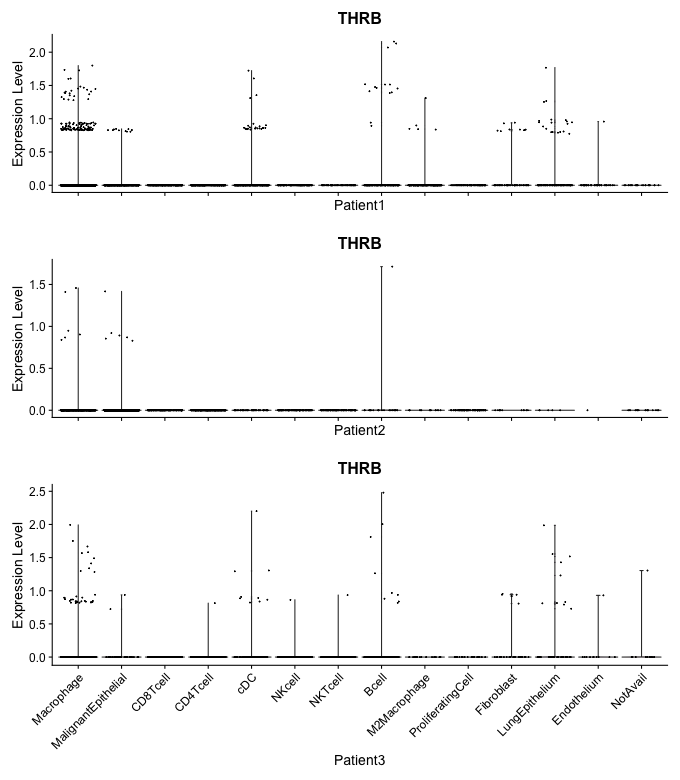 THRB
Expression Level
2.0
1.5
1.0
0.5
0.0
Patient1
THRB
Expression Level
1.5
1.0
0.5
0.0
Patient2
THRB
Expression Level
2.5
2.0
1.5
1.0
0.5
0.0
Macrophage
MalignantEpithelial
CD8Tcell
CD4Tcell
cDC
NKcell
NKTcell
Bcell
M2Macrophage
ProliferatingCell
Fibroblast
LungEpithelium
Endothelium
NotAvail
Patient3